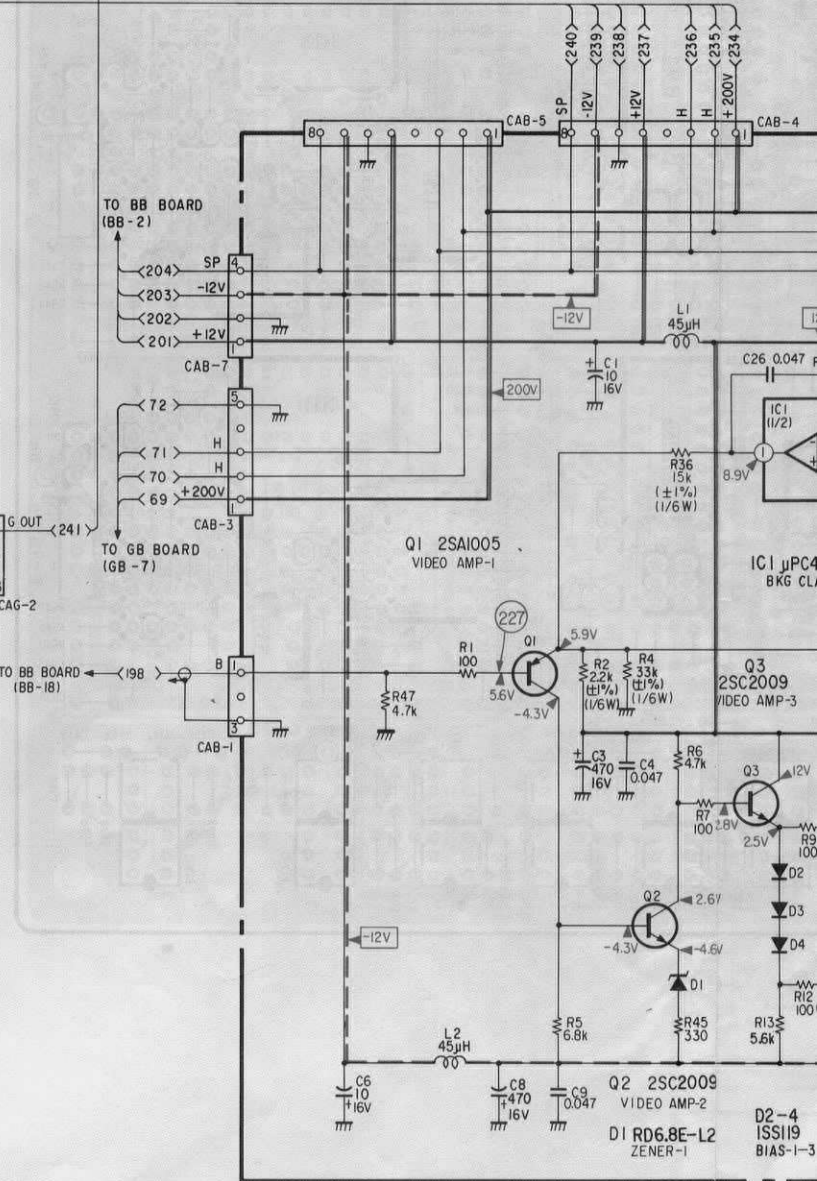 <240>
<239>
<238>
<237>
<236>
<235>
<234>
SP
-12V
+12V
H
H
+200V
8
1
CAB-5
8
1
CAB-4
TO BB BOARD
(BB-2)
<204> SP 4
<203> -12V
<202>
<201> +12V 1
CAB-7
-12V
L1
45μH
C1
10
16V
+
C26 0.047
IC1
(1/2)
1
8.9V
R36
15k
(±1%)
(1/6W)
<72> 5
<71> H
<70> H
<69> +200V 1
CAB-3
200V
G OUT <241>
CAG-2
TO GB BOARD
(GB-7)
Q1 2SA1005
VIDEO AMP-1
IC1 μPC4
BKG CLA
TO BB BOARD <198> B 1
(BB-18)
3
CAB-1
R47
4.7k
R1
100
227
5.6V
Q1
5.9V
-4.3V
R2
2.2k
(±1%)
(1/6W)
R4
33k
(±1%)
(1/6W)
Q3
2SC2009
VIDEO AMP-3
+
C3
470
16V
C4
0.047
R6
4.7k
R7
100
2.8V
Q3
12V
2.5V
R9
100
D2
D3
D4
R12
100
R13
5.6k
Q2
2.6V
-4.3V
-4.6V
D1
R45
330
R5
6.8k
-12V
L2
45μH
C6
10
+16V
C8
470
+16V
C9
0.047
Q2 2SC2009
VIDEO AMP-2
D1 RD6.8E-L2
ZENER-1
D2-4
1SS119
BIAS-1-3